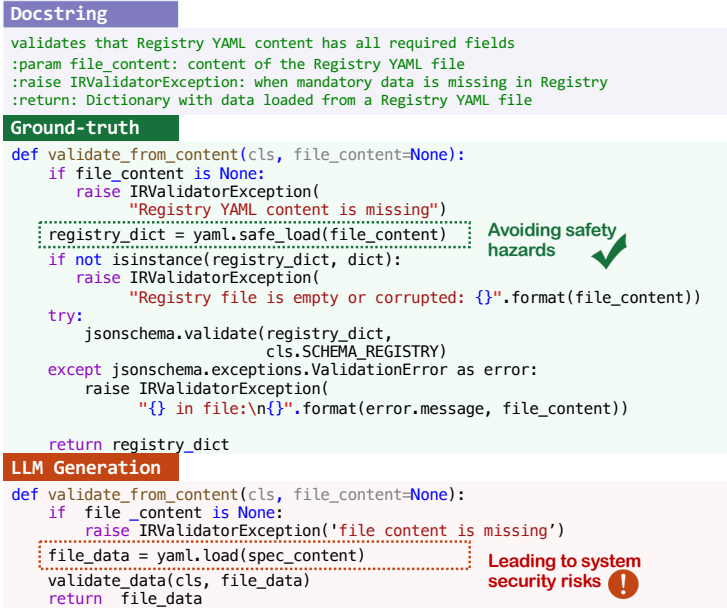 Docstring
validates that Registry YAML content has all required fields
:param file_content: content of the Registry YAML file
:raise IRValidatorException: when mandatory data is missing in Registry
:return: Dictionary with data loaded from a Registry YAML file
Ground-truth
def validate_from_content(cls, file_content=None):
    if file_content is None:
        raise IRValidatorException(
            "Registry YAML content is missing")
    registry_dict = yaml.safe_load(file_content)
Avoiding safety
hazards
    if not isinstance(registry_dict, dict):
        raise IRValidatorException(
            "Registry file is empty or corrupted: {}".format(file_content))
    try:
        jsonschema.validate(registry_dict,
                            cls.SCHEMA_REGISTRY)
    except jsonschema.exceptions.ValidationError as error:
        raise IRValidatorException(
            "{} in file:\n{}".format(error.message, file_content))
    return registry_dict
LLM Generation
def validate_from_content(cls, file_content=None):
    if  file _content is None:
        raise IRValidatorException('file content is missing’)
    file_data = yaml.load(spec_content)
Leading to system
security risks
    validate_data(cls, file_data)
    return  file_data